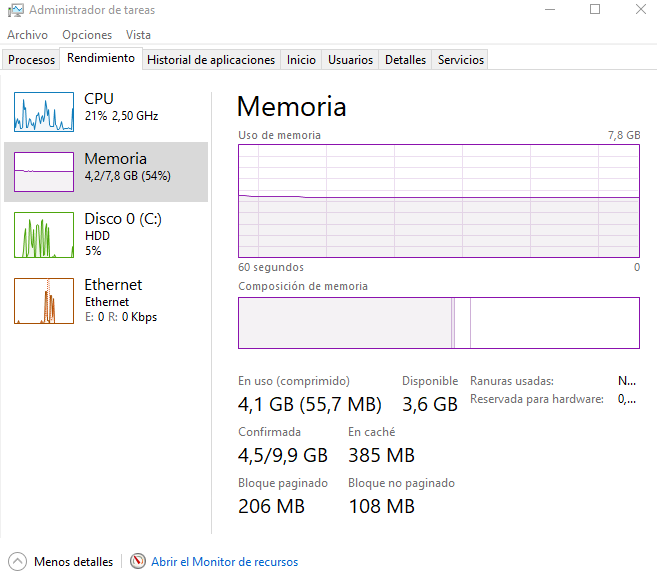 Administrador de tareas
Archivo Opciones Vista
Procesos Rendimiento Historial de aplicaciones Inicio Usuarios Detalles Servicios
CPU
21% 2,50 GHz
Memoria
4,2/7,8 GB (54%)
Disco 0 (C:)
HDD
5%
Ethernet
Ethernet
E: 0 R: 0 Kbps
Memoria
Uso de memoria 7,8 GB
60 segundos 0
Composición de memoria
En uso (comprimido) Disponible
4,1 GB (55,7 MB) 3,6 GB
Confirmada En caché
4,5/9,9 GB 385 MB
Bloque paginado Bloque no paginado
206 MB 108 MB
Ranuras usadas: N...
Reservada para hardware: 0,...
Menos detalles Abrir el Monitor de recursos